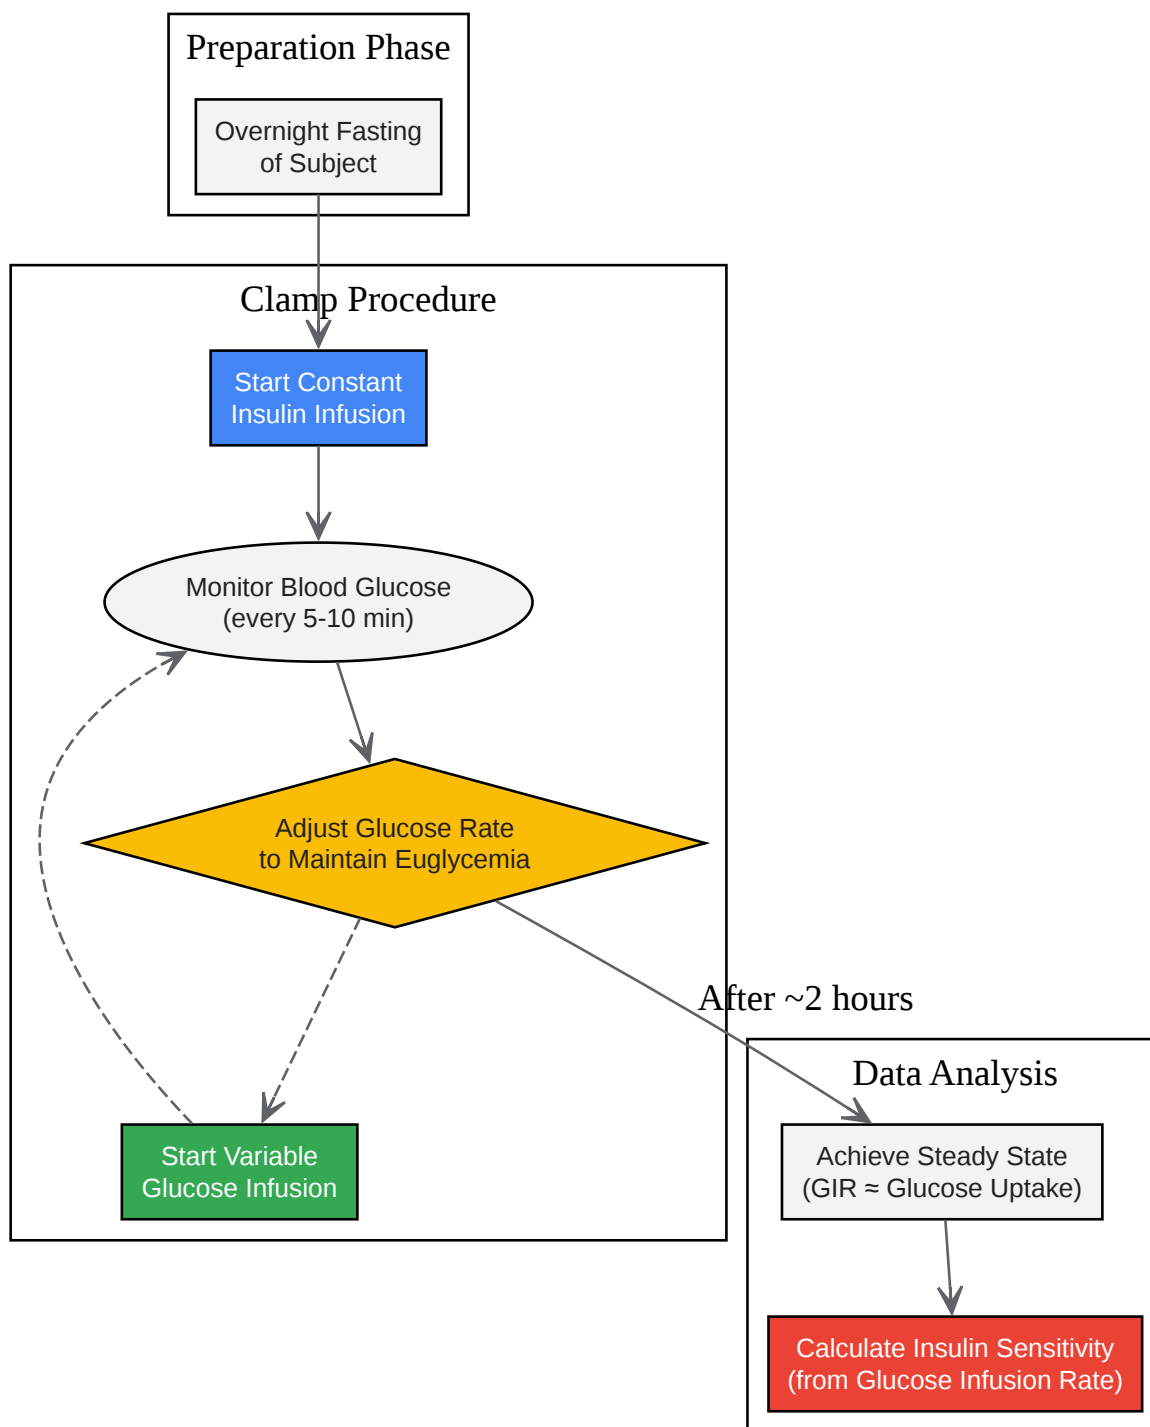 Preparation Phase
Overnight Fasting
of Subject
Clamp Procedure
Start Constant
Insulin Infusion
Monitor Blood Glucose
(every 5-10 min)
Adjust Glucose Rate
to Maintain Euglycemia
After ~2 hours
Start Variable
Glucose Infusion
Data Analysis
Achieve Steady State
(GIR ≈ Glucose Uptake)
Calculate Insulin Sensitivity
(from Glucose Infusion Rate)